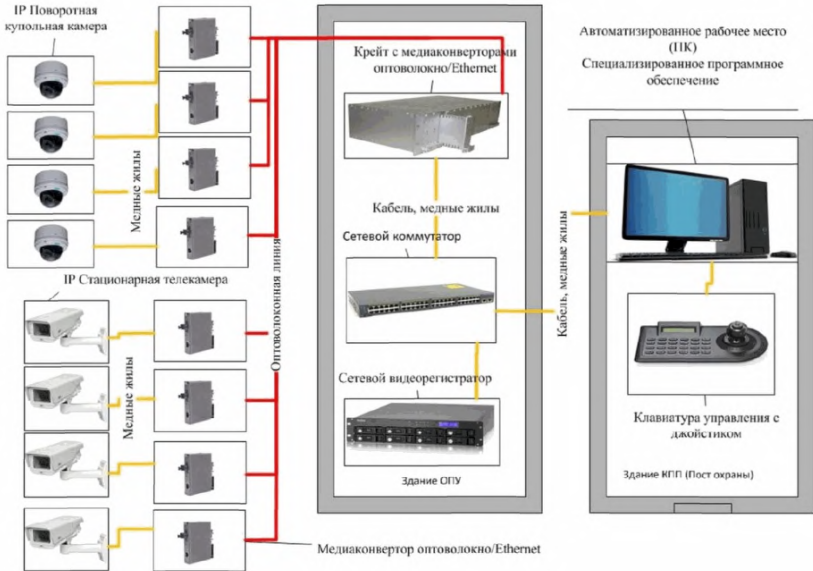 IP Поворотная
купольная камера
Медные жилы
IP Стационарная телекамера
Медные жилы
Оптоволоконная линия
Крейт с медиаконверторами
оптоволокно/Ethernet
Кабель, медные жилы
Сетевой коммутатор
Сетевой видеорегистратор
Здание ОПУ
Медиаконвертор оптоволокно/Ethernet
Кабель, медные жилы
Автоматизированное рабочее место
(ПК)
Специализированное программное
обеспечение
Клавиатура управления с
джойстиком
Здание КПП (Пост охраны)